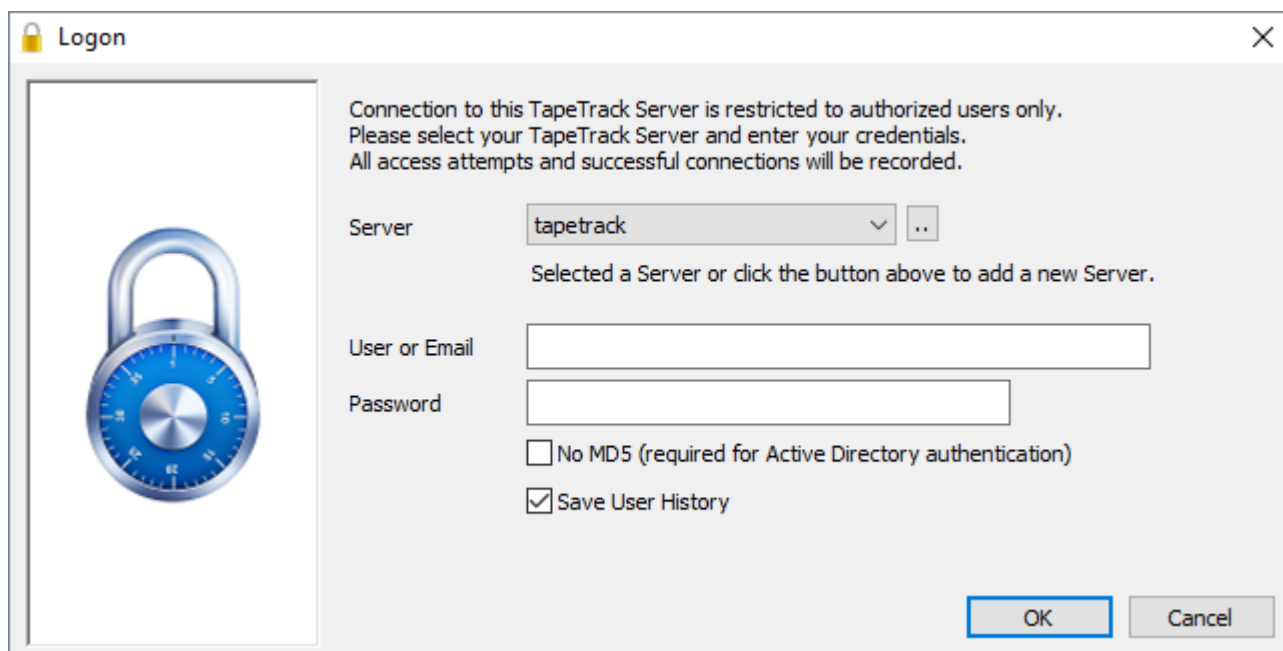 Logon
Connection to this TapeTrack Server is restricted to authorized users only.
Please select your TapeTrack Server and enter your credentials.
All access attempts and successful connections will be recorded.
Server tapetrack ..
Selected a Server or click the button above to add a new Server.
User or Email
Password
No MD5 (required for Active Directory authentication)
Save User History
OK Cancel